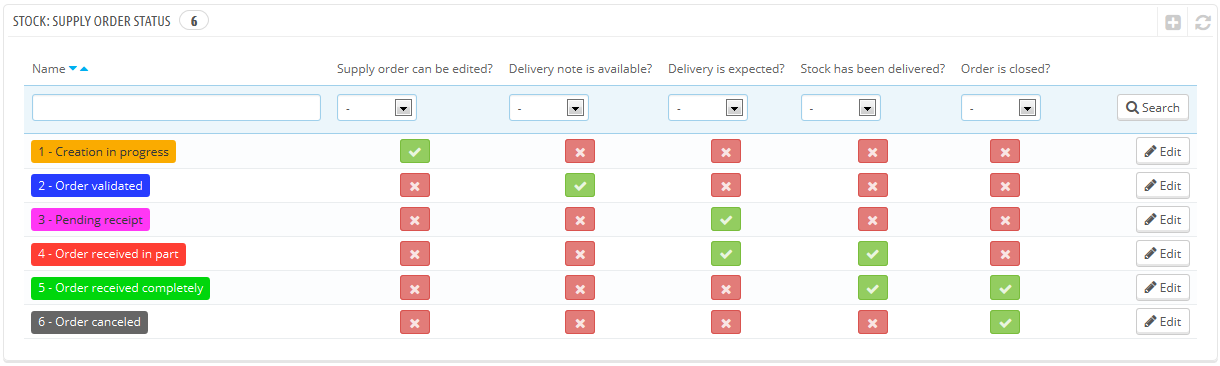 STOCK: SUPPLY ORDER STATUS 6
Name Supply order can be edited? Delivery note is available? Delivery is expected? Stock has been delivered? Order is closed?
- - - - - Search
1 - Creation in progress Edit
2 - Order validated Edit
3 - Pending receipt Edit
4 - Order received in part Edit
5 - Order received completely Edit
6 - Order canceled Edit